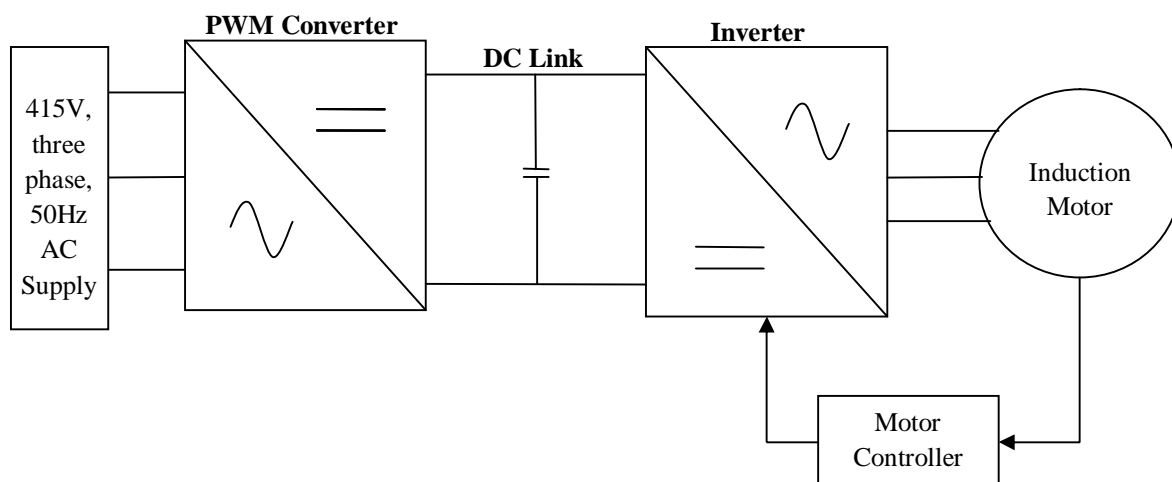 PWM Converter
DC Link
Inverter
415V,
three
phase,
50Hz
AC
Supply
Induction
Motor
Motor
Controller